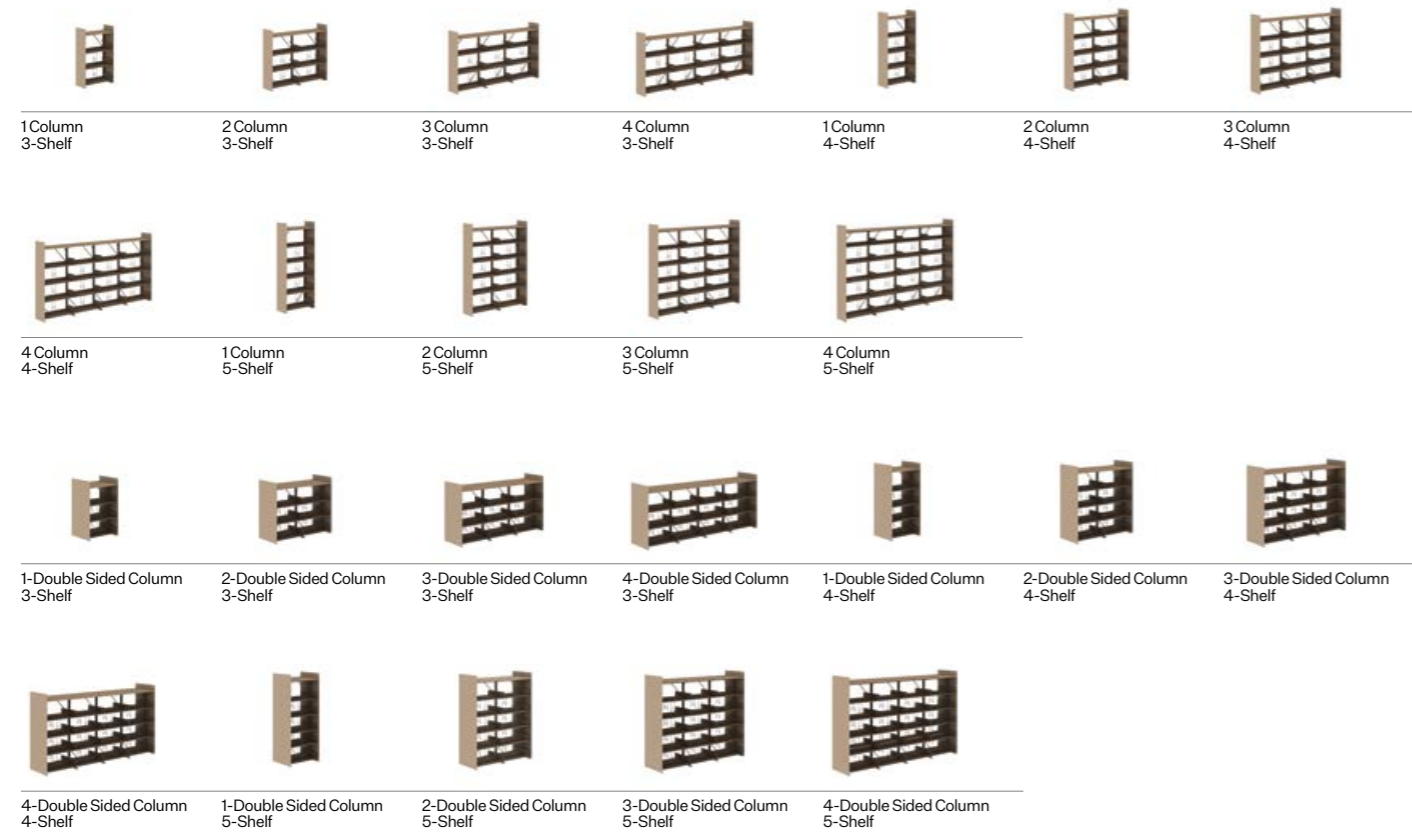 1 Column
3-Shelf
2 Column
3-Shelf
3 Column
3-Shelf
4 Column
3-Shelf
1 Column
4-Shelf
2 Column
4-Shelf
3 Column
4-Shelf
4 Column
4-Shelf
1 Column
5-Shelf
2 Column
5-Shelf
3 Column
5-Shelf
4 Column
5-Shelf
1-Double Sided Column
3-Shelf
2-Double Sided Column
3-Shelf
3-Double Sided Column
3-Shelf
4-Double Sided Column
3-Shelf
1-Double Sided Column
4-Shelf
2-Double Sided Column
4-Shelf
3-Double Sided Column
4-Shelf
4-Double Sided Column
4-Shelf
1-Double Sided Column
5-Shelf
2-Double Sided Column
5-Shelf
3-Double Sided Column
5-Shelf
4-Double Sided Column
5-Shelf